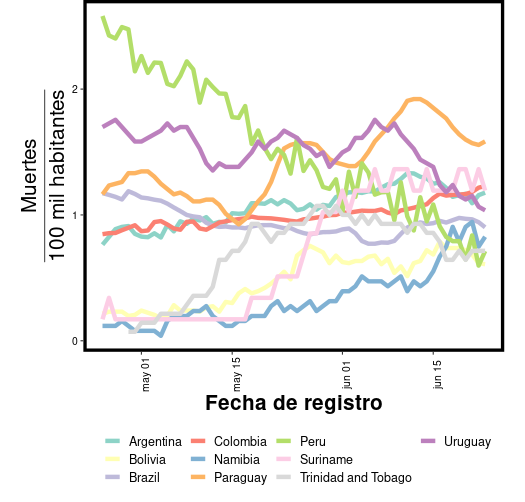 Muertes
100 mil habitantes
2
1
0
may 01
may 15
jun 01
jun 15
Fecha de registro
Argentina Colombia Peru Uruguay
Bolivia Namibia Suriname
Brazil Paraguay Trinidad and Tobago